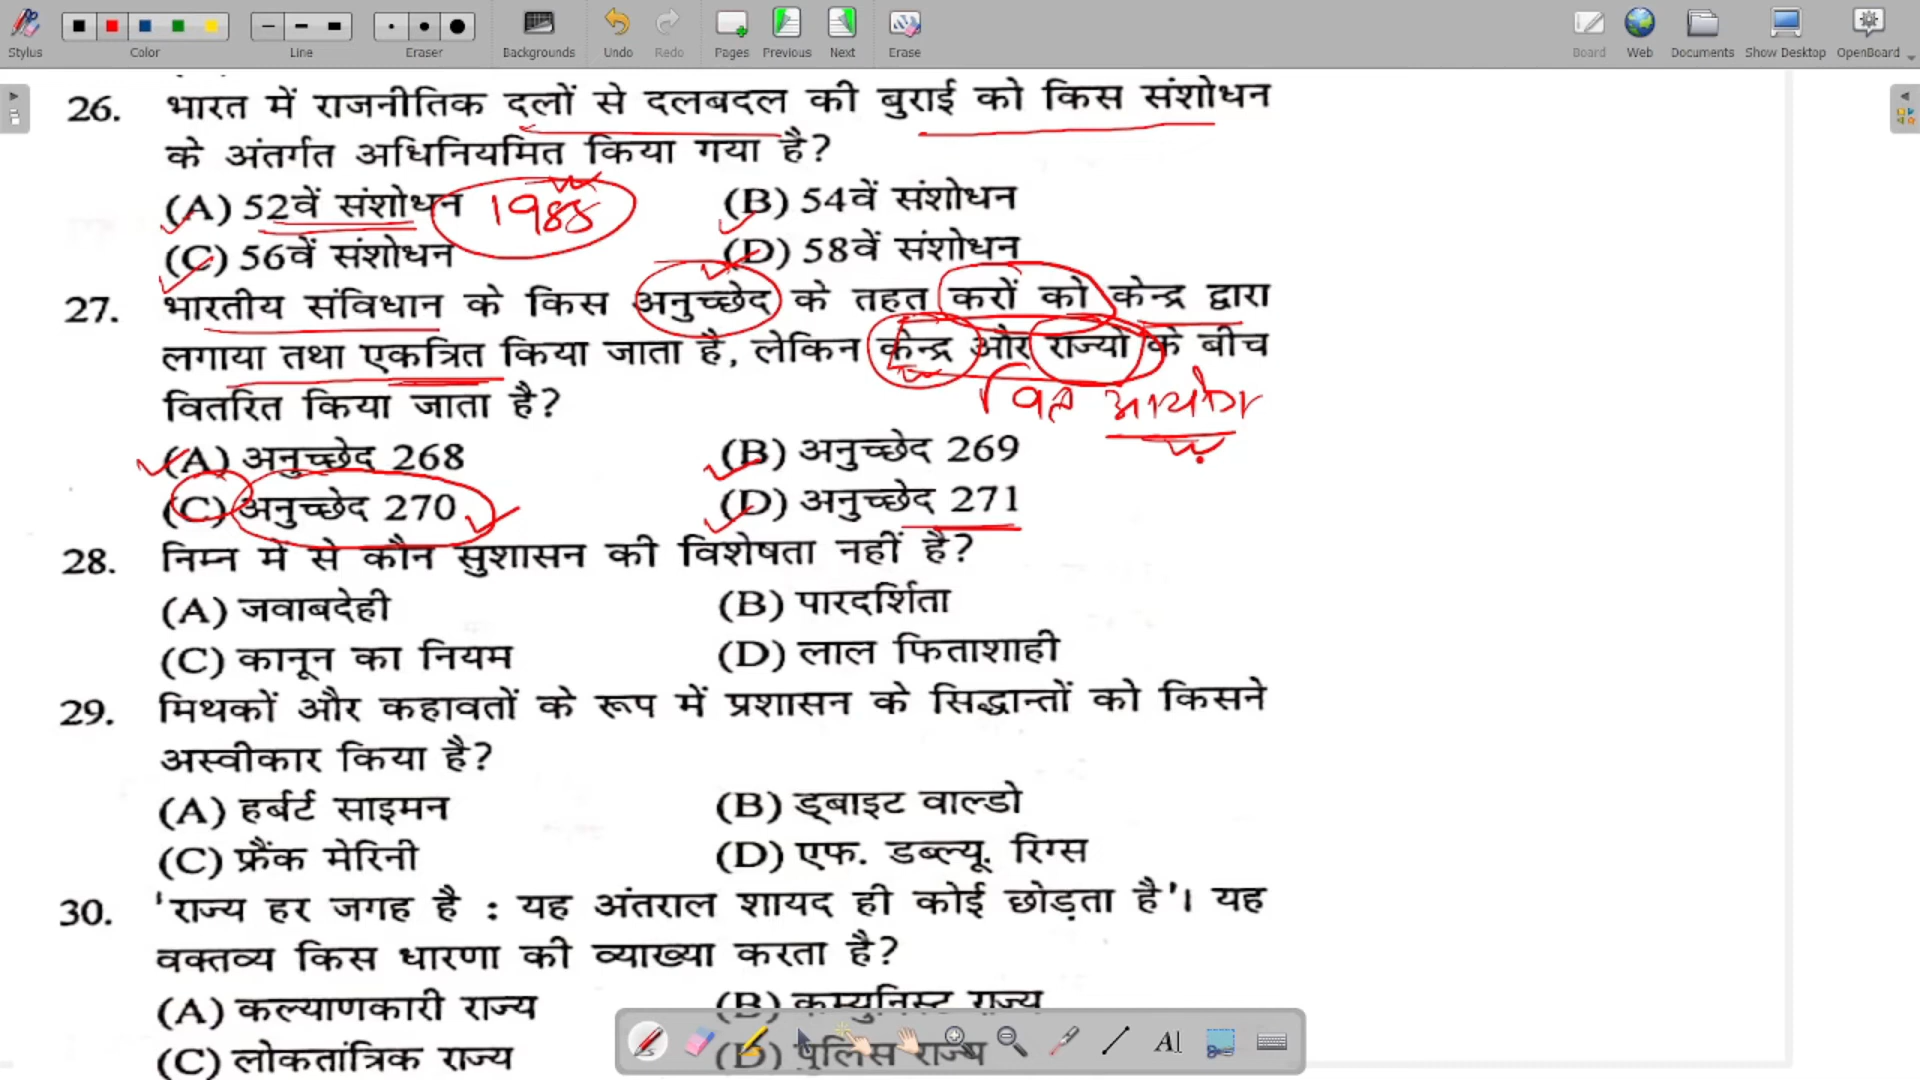 Stylus Color Line Eraser Backgrounds Undo Redo Pages Previous Next Erase Board Web Documents Show Desktop OpenBoard
26. भारत में राजनीतिक दलों से दलबदल की बुराई को किस संशोधन
के अंतर्गत अधिनियमित किया गया है?
(A) 52वें संशोधन 1985 (B) 54वें संशोधन
(C) 56वें संशोधन (D) 58वें संशोधन
27. भारतीय संविधान के किस अनुच्छेद के तहत करों को केन्द्र द्वारा
लगाया तथा एकत्रित किया जाता है, लेकिन केन्द्र और राज्यो के बीच
वितरित किया जाता है? वित्त आयोग
(A) अनुच्छेद 268 (B) अनुच्छेद 269
(C) अनुच्छेद 270 (D) अनुच्छेद 271
28. निम्न में से कौन सुशासन की विशेषता नहीं है?
(A) जवाबदेही (B) पारदर्शिता
(C) कानून का नियम (D) लाल फिताशाही
29. मिथकों और कहावतों के रूप में प्रशासन के सिद्धान्तों को किसने
अस्वीकार किया है?
(A) हर्बर्ट साइमन (B) ड्बाइट वाल्डो
(C) फ्रैंक मेरिनी (D) एफ. डब्ल्यू. रिग्स
30. 'राज्य हर जगह है : यह अंतराल शायद ही कोई छोड़ता है'। यह
वक्तव्य किस धारणा की व्याख्या करता है?
(A) कल्याणकारी राज्य (B) कम्युनिस्ट राज्य
(C) लोकतांत्रिक राज्य (D) पुलिस राज्य